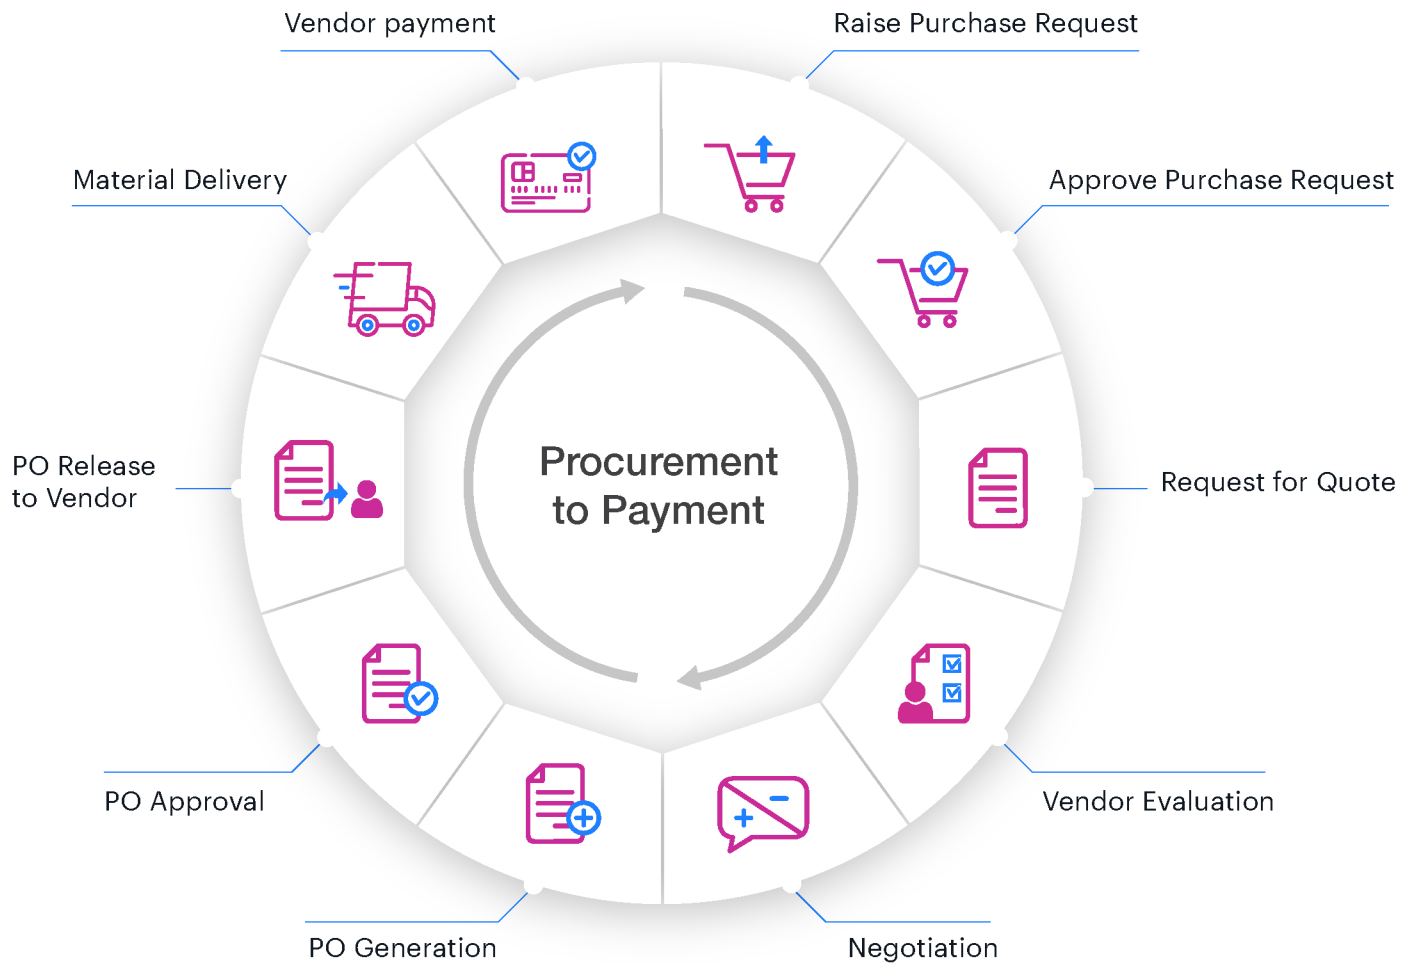 Vendor payment
Raise Purchase Request
Material Delivery
Approve Purchase Request
PO Release
to Vendor
Procurement
to Payment
Request for Quote
PO Approval
Vendor Evaluation
PO Generation
Negotiation